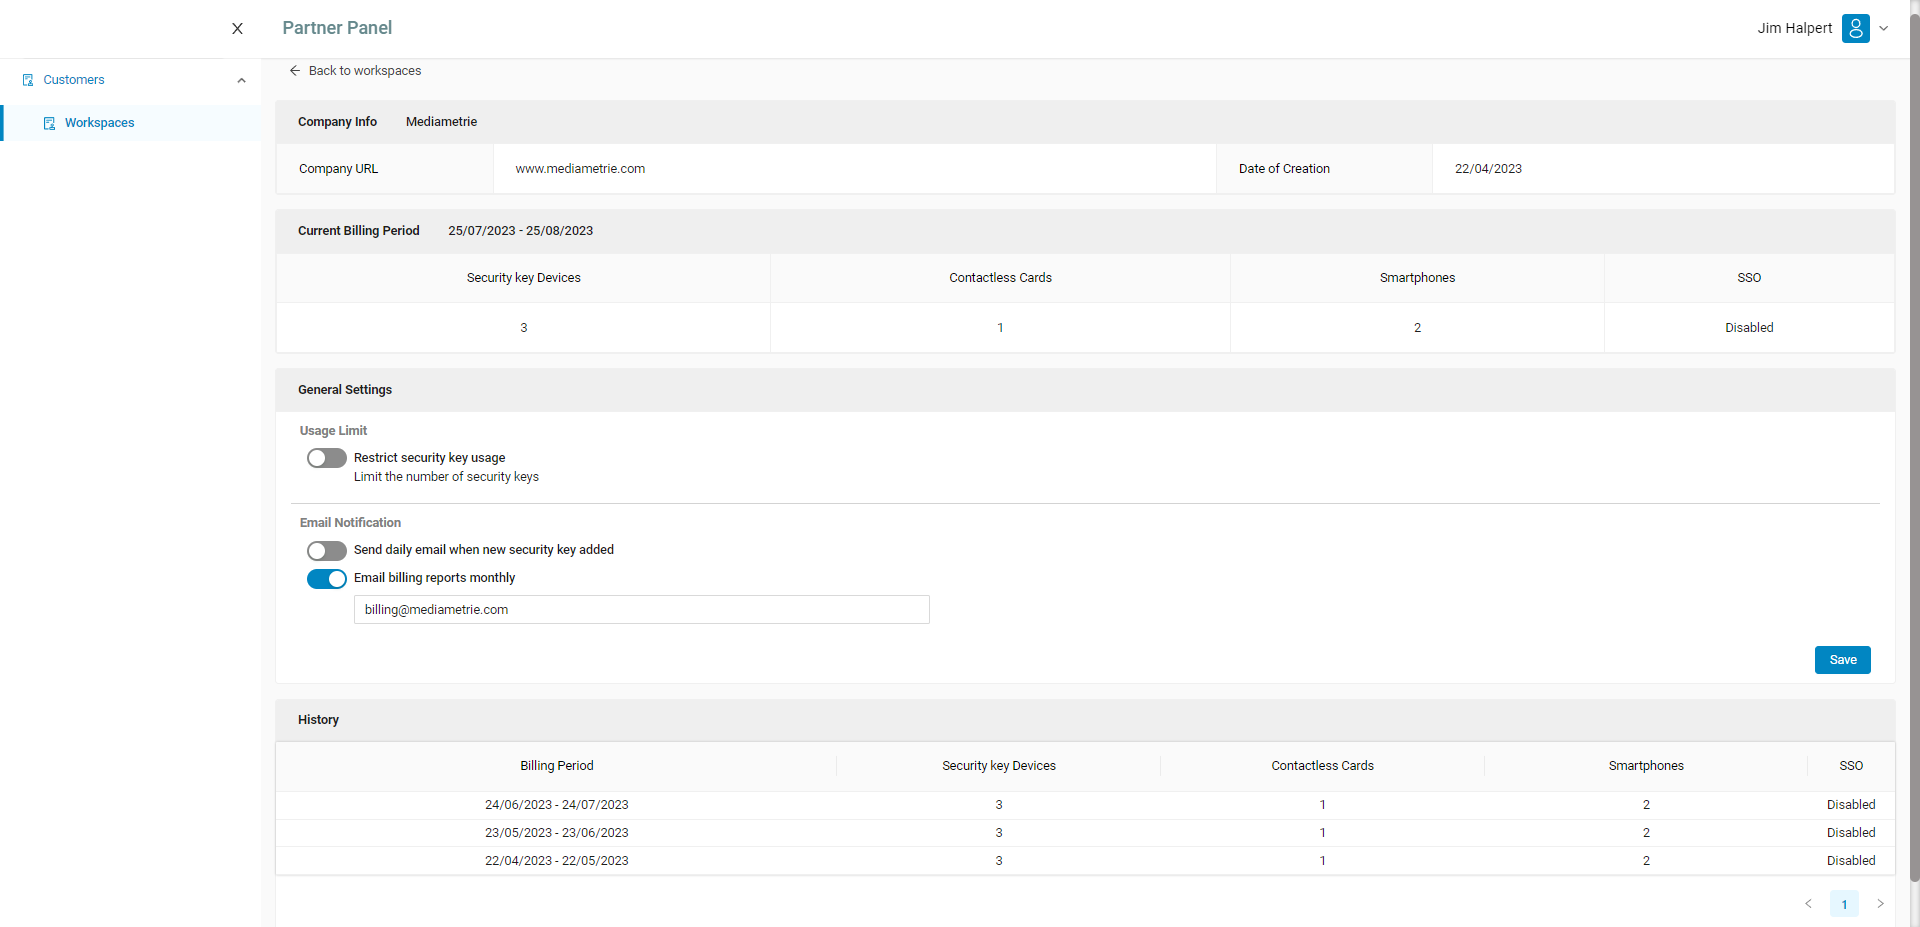 Partner Panel
Jim Halpert
Customers
Workspaces
Back to workspaces
Company Info Mediametrie
Company URL www.mediametrie.com Date of Creation 22/04/2023
Current Billing Period 25/07/2023 - 25/08/2023
Security key Devices Contactless Cards Smartphones SSO
3 1 2 Disabled
General Settings
Usage Limit
Restrict security key usage
Limit the number of security keys
Email Notification
Send daily email when new security key added
Email billing reports monthly
billing@mediametrie.com
Save
History
Billing Period Security key Devices Contactless Cards Smartphones SSO
24/06/2023 - 24/07/2023 3 1 2 Disabled
23/05/2023 - 23/06/2023 3 1 2 Disabled
22/04/2023 - 22/05/2023 3 1 2 Disabled
1